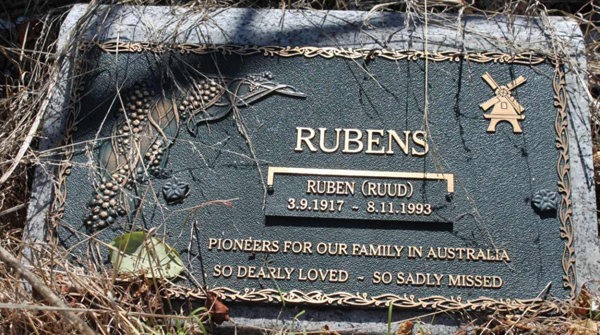 RUBENS
RUBEN (RUUD)
3.9.1917 ~ 8.11.1993
PIONEERS FOR OUR FAMILY IN AUSTRALIA
SO DEARLY LOVED - SO SADLY MISSED